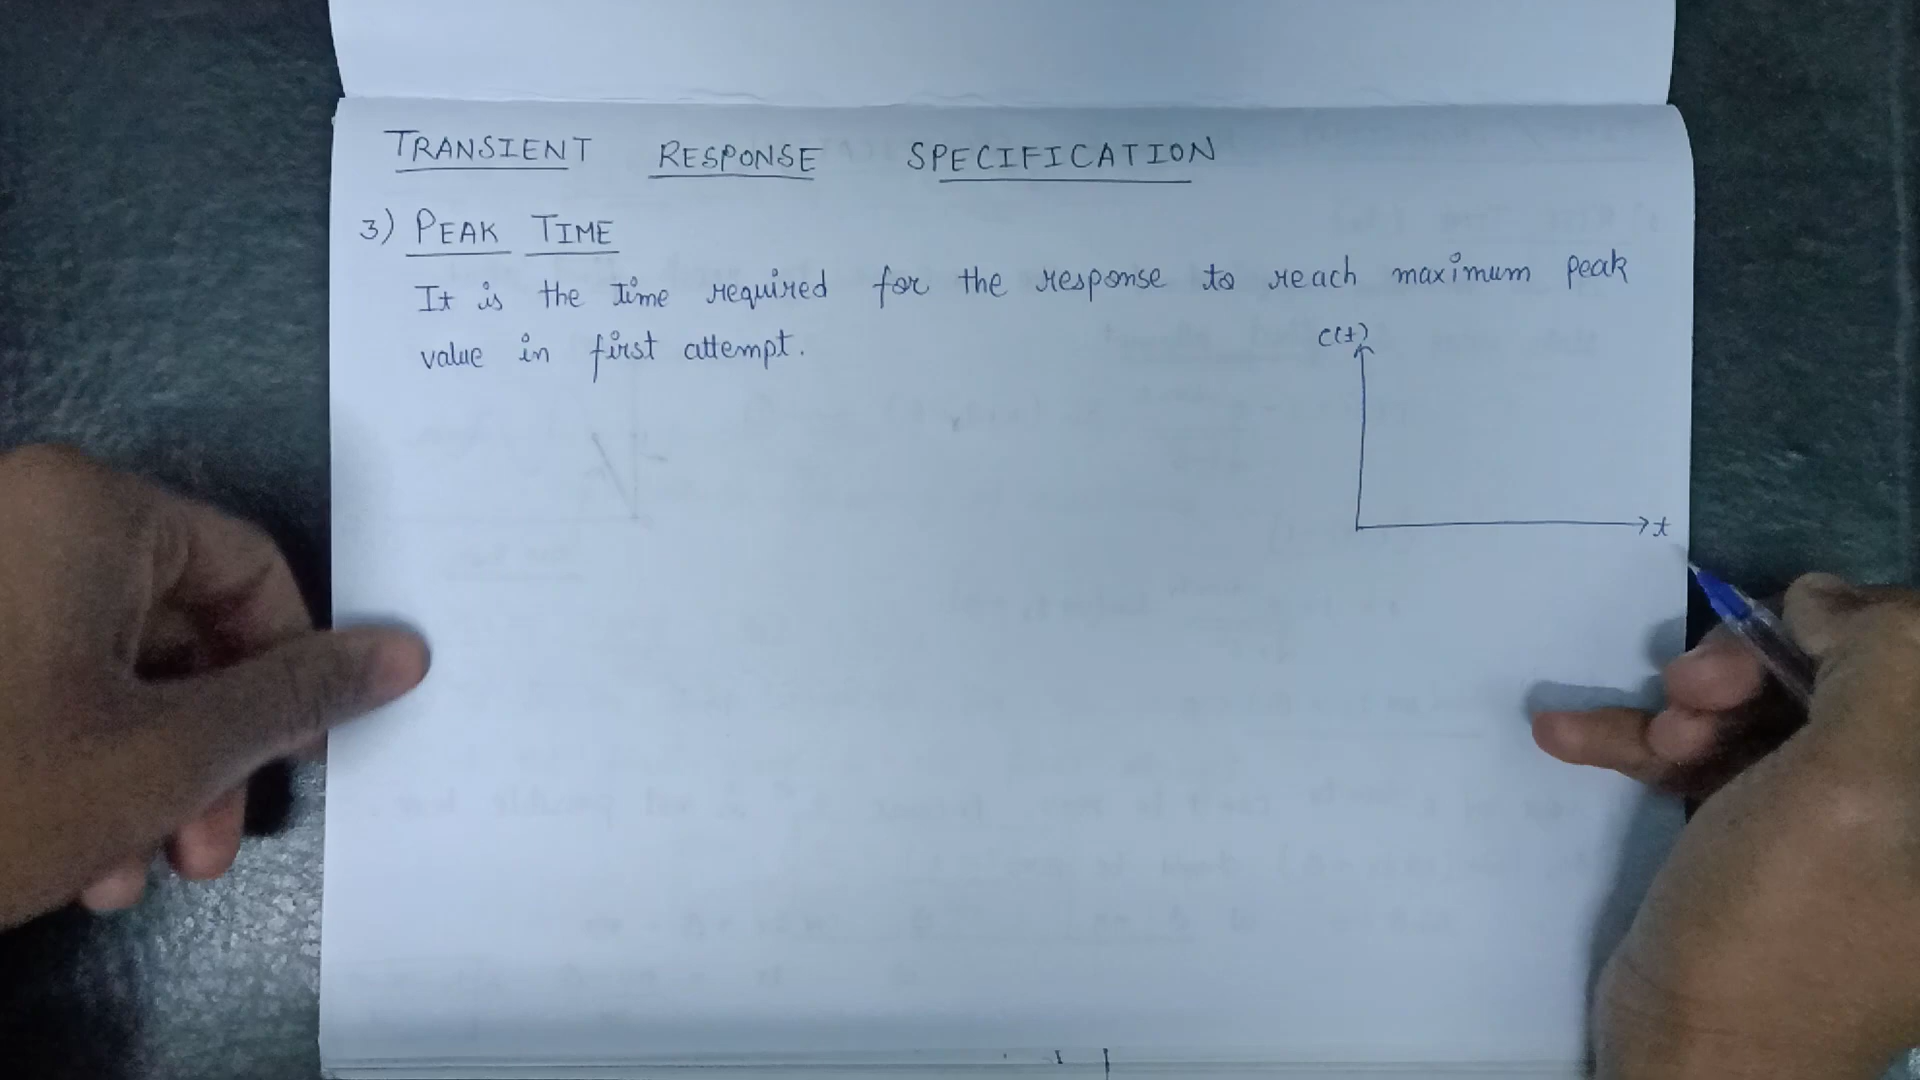 TRANSIENT RESPONSE SPECIFICATION
3) PEAK TIME
It is the time required for the response to reach maximum peak
value in first attempt.
C(t)
t